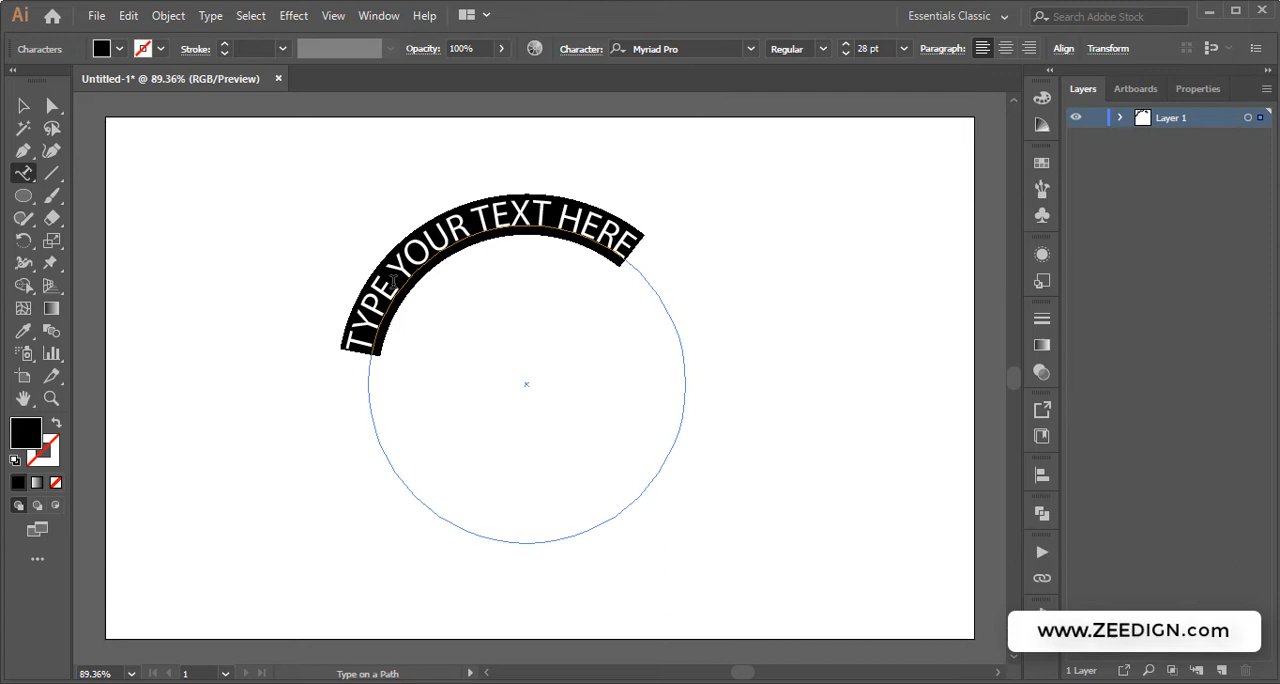 Ai File Edit Object Type Select Effect View Window Help Essentials Classic Search Adobe Stock
Characters Stroke: Opacity: 100% Character: Myriad Pro Regular 28 pt Paragraph: Align Transform
Untitled-1* @ 89.36% (RGB/Preview)
Layers Artboards Properties
Layer 1
TYPE YOUR TEXT HERE
www.ZEEDIGN.com
89.36% 1 Type on a Path 1 Layer